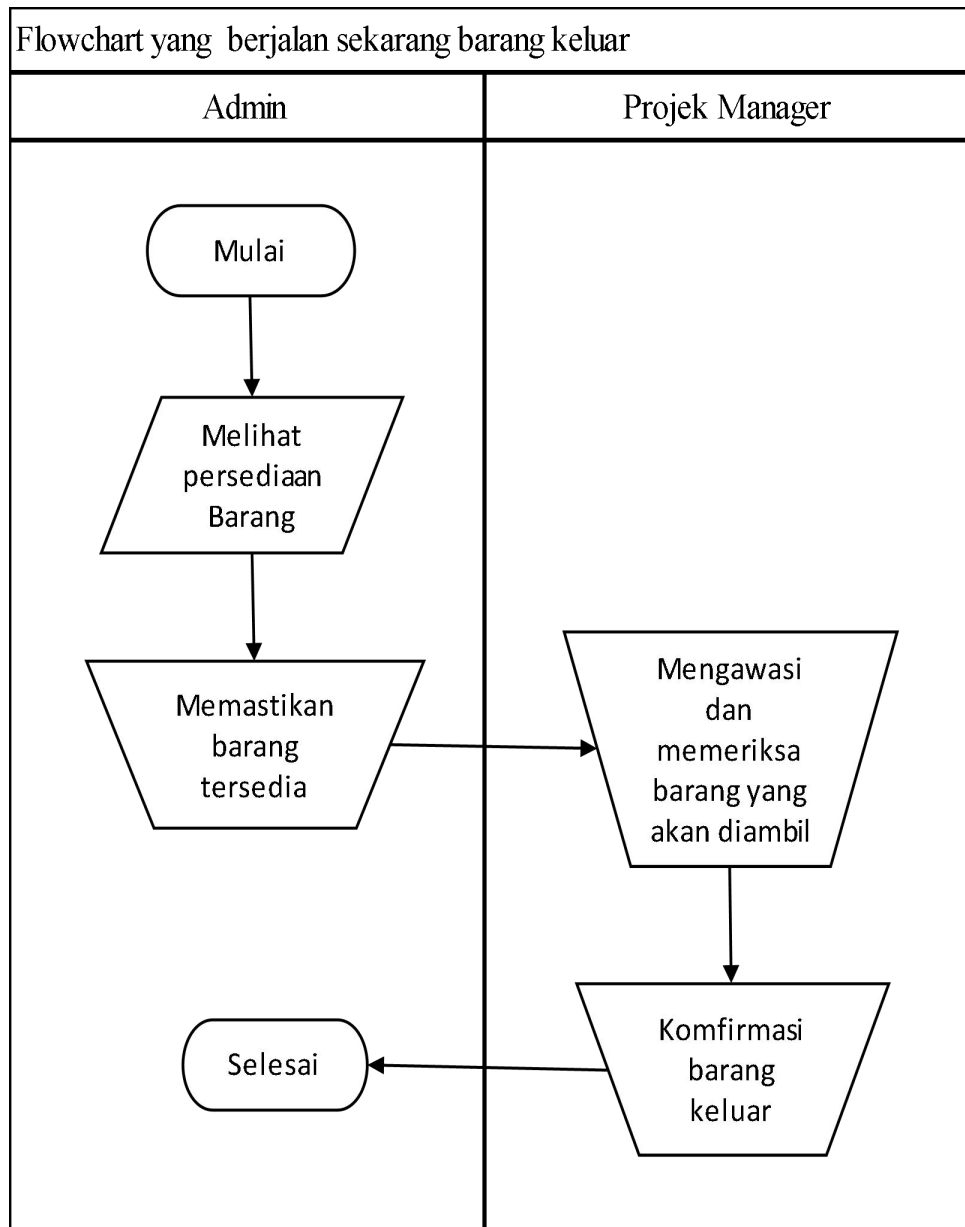 Flowchart yang berjalan sekarang barang keluar
Admin
Projek Manager
Mulai
Melihat
persediaan
Barang
Memastikan
barang
tersedia
Mengawasi
dan
memeriksa
barang yang
akan diambil
Komfirmasi
barang
keluar
Selesai